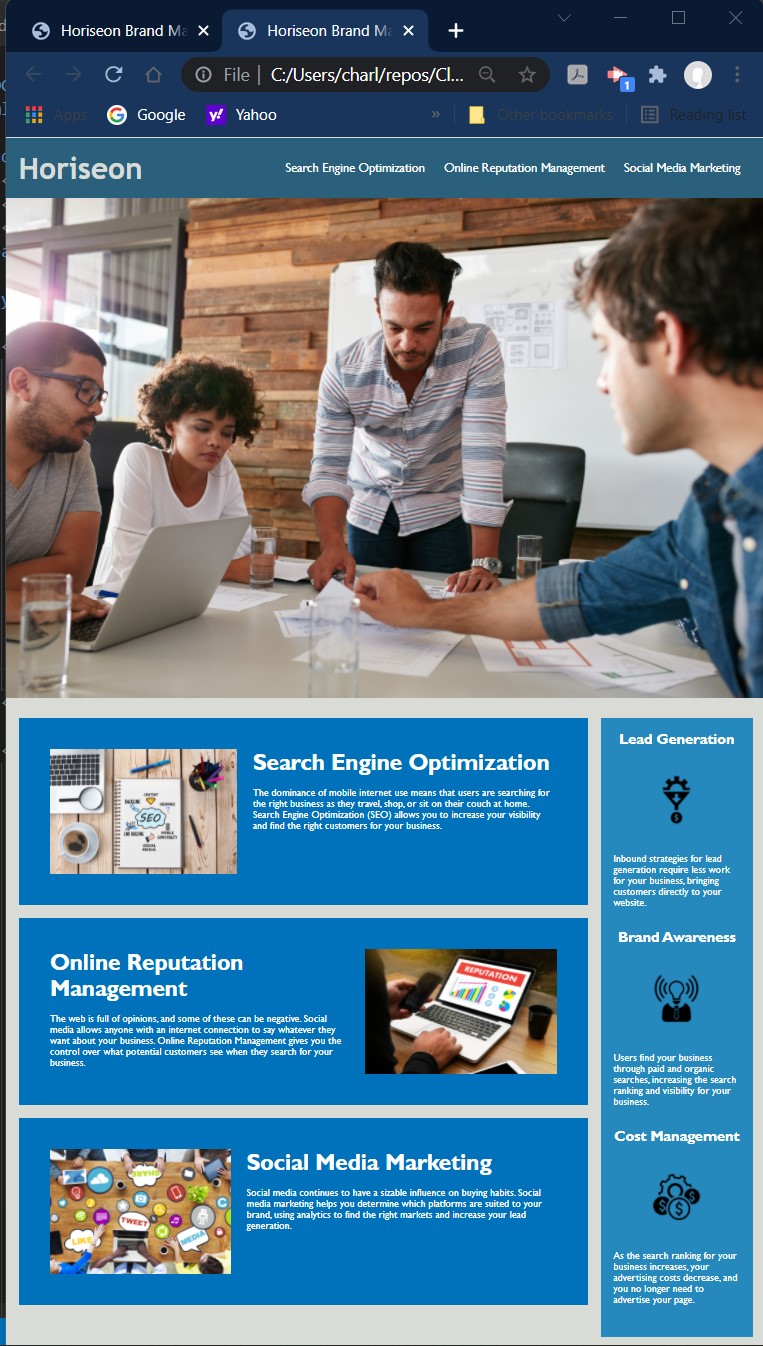 Horiseon Brand Ma
Horiseon Brand Ma
File
C:/Users/charl/repos/Cl...
1
Apps
Google
Yahoo
»
Other bookmarks
Reading list
Horiseon
Search Engine Optimization
Online Reputation Management
Social Media Marketing
SEO
Search Engine Optimization
The dominance of mobile internet use means that users are searching for
the right business as they travel, shop, or sit on their couch at home.
Search Engine Optimization (SEO) allows you to increase your visibility
and find the right customers for your business.
Online Reputation
Management
The web is full of opinions, and some of these can be negative. Social
media allows anyone with an internet connection to say whatever they
want about your business. Online Reputation Management gives you the
control over what potential customers see when they search for your
business.
REPUTATION
SHARE
TWEET
LIKE
MEDIA
Social Media Marketing
Social media continues to have a sizable influence on buying habits. Social
media marketing helps you determine which platforms are suited to your
brand, using analytics to find the right markets and increase your lead
generation.
Lead Generation
Inbound strategies for lead
generation require less work
for your business, bringing
customers directly to your
website.
Brand Awareness
Users find your business
through paid and organic
searches, increasing the search
ranking and visibility for your
business.
Cost Management
As the search ranking for your
business increases, your
advertising costs decrease, and
you no longer need to
advertise your page.